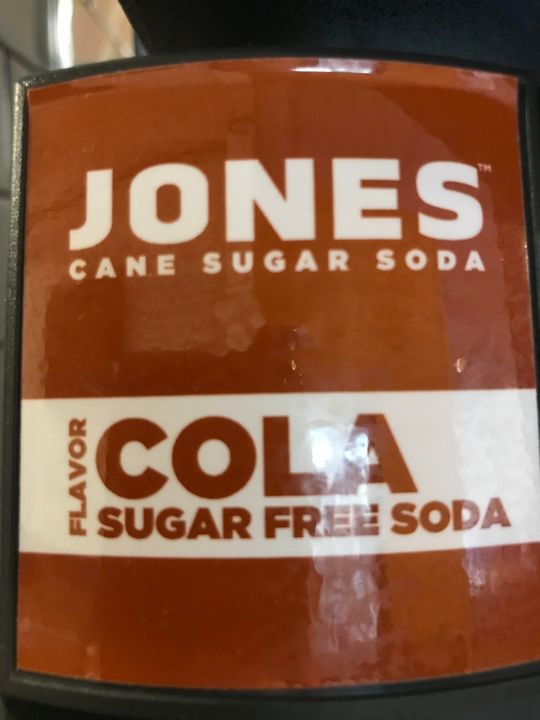 JONES™
CANE SUGAR SODA
FLAVOR
COLA
SUGAR FREE SODA